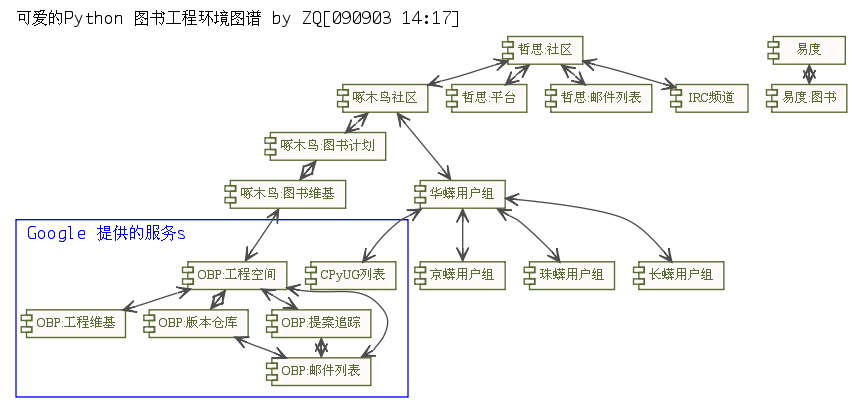 可爱的Python 图书工程环境图谱 by ZQ[090903 14:17]
哲思:社区
易度
啄木鸟社区
哲思:平台
哲思:邮件列表
IRC频道
易度:图书
啄木鸟:图书计划
啄木鸟:图书维基
华蠎用户组
Google 提供的服务s
OBP:工程空间
CPyUG列表
京蠎用户组
珠蠎用户组
长蠎用户组
OBP:工程维基
OBP:版本仓库
OBP:提案追踪
OBP:邮件列表